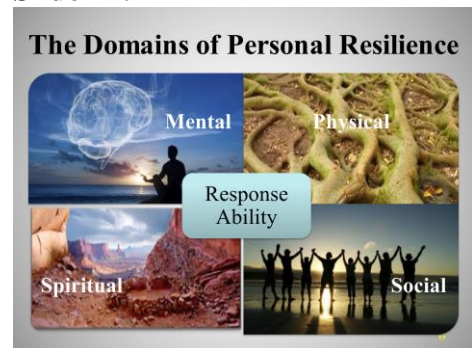 The Domains of Personal Resilience
Mental
Physical
Response
Ability
Spiritual
Social